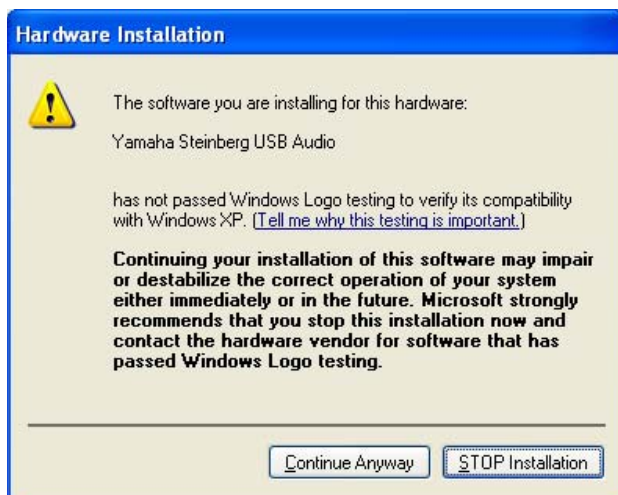 Hardware Installation
The software you are installing for this hardware:
Yamaha Steinberg USB Audio
has not passed Windows Logo testing to verify its compatibility
with Windows XP. (Tell me why this testing is important.)
Continuing your installation of this software may impair
or destabilize the correct operation of your system
either immediately or in the future. Microsoft strongly
recommends that you stop this installation now and
contact the hardware vendor for software that has
passed Windows Logo testing.
Continue Anyway
STOP Installation